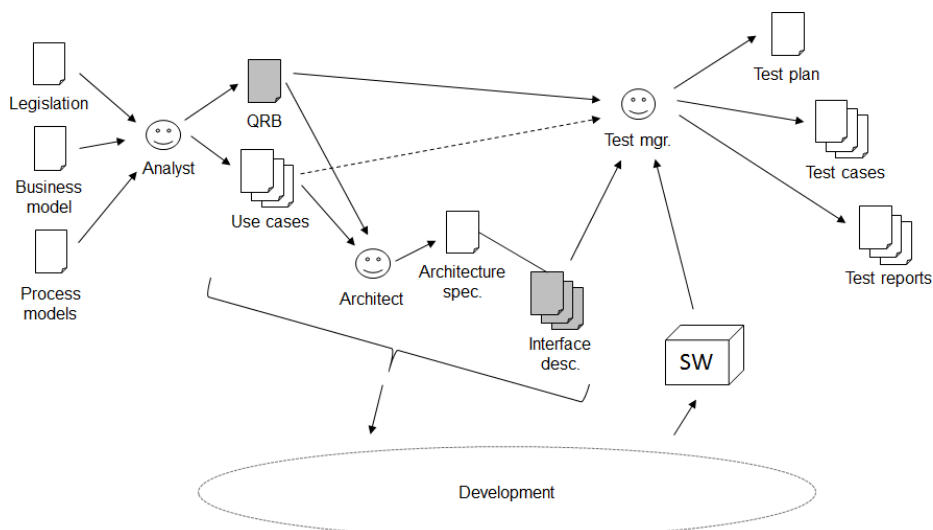 Legislation
Business
model
Process
models
Analyst
QRB
Use cases
Architect
Architecture
spec.
Interface
desc.
Test mgr.
Test plan
Test cases
Test reports
SW
Development